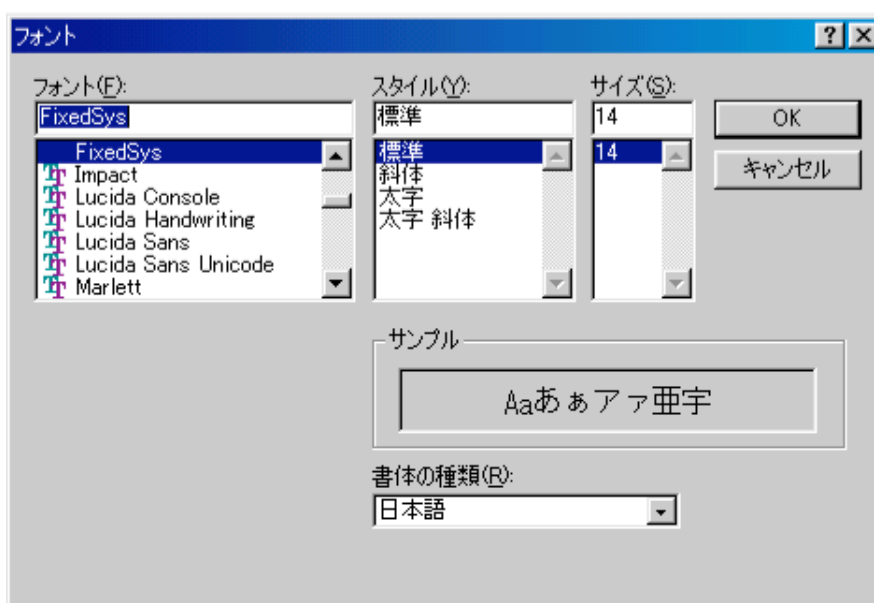 フォント
フォント(F):
FixedSys
FixedSys
Impact
Lucida Console
Lucida Handwriting
Lucida Sans
Lucida Sans Unicode
Marlett
スタイル(Y):
標準
標準
斜体
太字
太字 斜体
サイズ(S):
14
14
OK
キャンセル
サンプル
Aaあぁアァ亜宇
書体の種類(R):
日本語